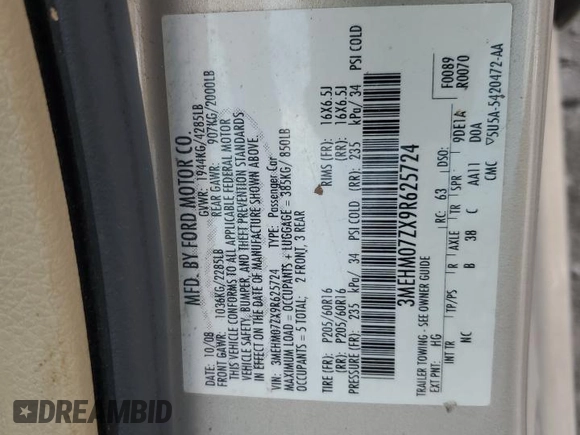 MFD. BY FORD MOTOR CO.
DATE: 10/08 GVWR: 1944KG/4285LB
FRONT GAWR: 1036KG/2285LB REAR GAWR: 907KG/2000LB
THIS VEHICLE CONFORMS TO ALL APPLICABLE FEDERAL MOTOR
VEHICLE SAFETY, BUMPER, AND THEFT PREVENTION STANDARDS
IN EFFECT ON THE DATE OF MANUFACTURE SHOWN ABOVE.
VIN: 3MEHM07ZX9R625724 TYPE: Passenger Car
MAXIMUM LOAD = OCCUPANTS + LUGGAGE = 385KG/ 850LB
OCCUPANTS = 5 TOTAL; 2 FRONT, 3 REAR
TIRE (FR): P205/60R16 RIMS (FR): 16X6.5J
(RR): P205/60R16 (RR): 16X6.5J
PRESSURE (FR): 235 kPa/ 34 PSI COLD (RR): 235 kPa/ 34 PSI COLD
3MEHM07ZX9R625724
TRAILER TOWING - SEE OWNER GUIDE
EXT PNT: HG RC: 63 DSO: F0089
R0070
INT TR TP/PS R AXLE TR SPR 9DE1A
NC B 38 C AA11 DOA
CMC ▽5U5A-5420472-AA
DREAMBID